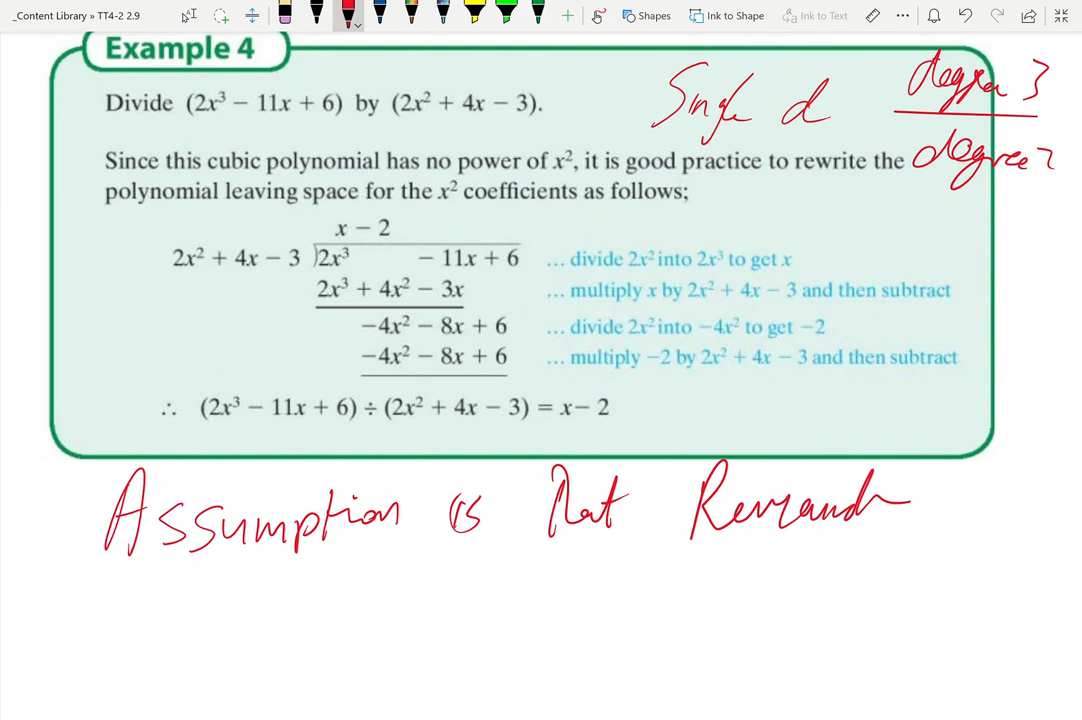 _Content Library » TT4-2 2.9
Shapes
Ink to Shape
Ink to Text
Example 4
Divide (2x³ − 11x + 6) by (2x² + 4x − 3).
Single d
degree 3
degree 2
Since this cubic polynomial has no power of x², it is good practice to rewrite the
polynomial leaving space for the x² coefficients as follows;
x − 2
2x² + 4x − 3 )2x³ − 11x + 6 ... divide 2x² into 2x³ to get x
2x³ + 4x² − 3x ... multiply x by 2x² + 4x − 3 and then subtract
−4x² − 8x + 6 ... divide 2x² into −4x² to get −2
−4x² − 8x + 6 ... multiply −2 by 2x² + 4x − 3 and then subtract
∴ (2x³ − 11x + 6) ÷ (2x² + 4x − 3) = x− 2
Assumption is that